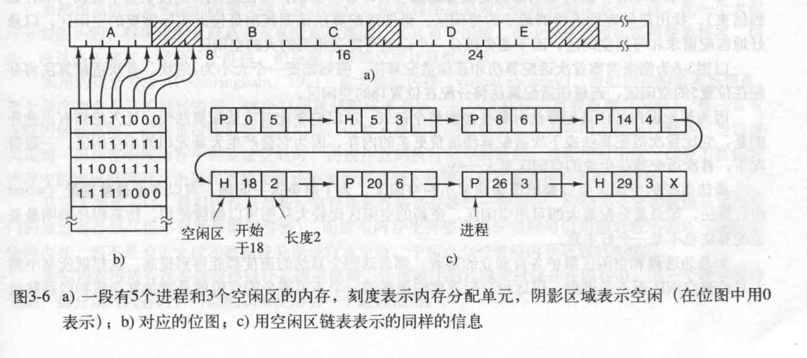 A B C D E
8 16 24
a)
11111000
11111111
11001111
11111000
b)
P 0 5 H 5 3 P 8 6 P 14 4
H 18 2 P 20 6 P 26 3 H 29 3 X
空闲区 开始于18 长度2 进程
c)
图3-6 a) 一段有5个进程和3个空闲区的内存,刻度表示内存分配单元,阴影区域表示空闲(在位图中用0
表示);b) 对应的位图;c) 用空闲区链表表示的同样的信息